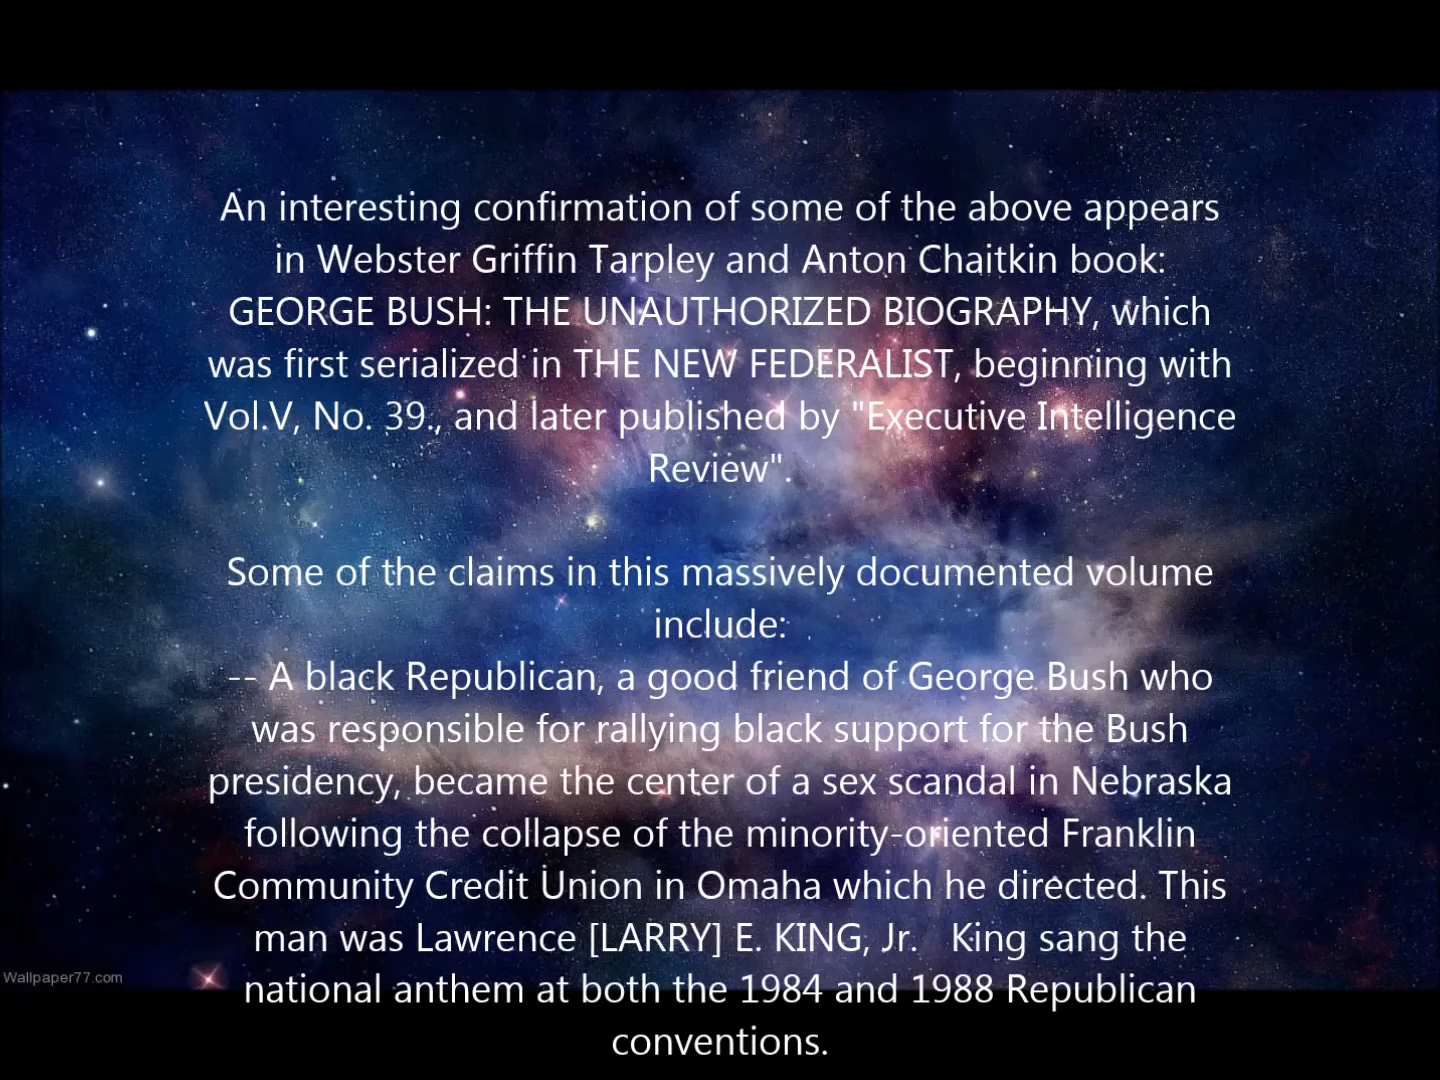 An interesting confirmation of some of the above appears
in Webster Griffin Tarpley and Anton Chaitkin book:
GEORGE BUSH: THE UNAUTHORIZED BIOGRAPHY, which
was first serialized in THE NEW FEDERALIST, beginning with
Vol.V, No. 39., and later published by "Executive Intelligence
Review".
Some of the claims in this massively documented volume
include:
-- A black Republican, a good friend of George Bush who
was responsible for rallying black support for the Bush
presidency, became the center of a sex scandal in Nebraska
following the collapse of the minority-oriented Franklin
Community Credit Union in Omaha which he directed. This
man was Lawrence [LARRY] E. KING, Jr.   King sang the
national anthem at both the 1984 and 1988 Republican
conventions.
Wallpaper77.com